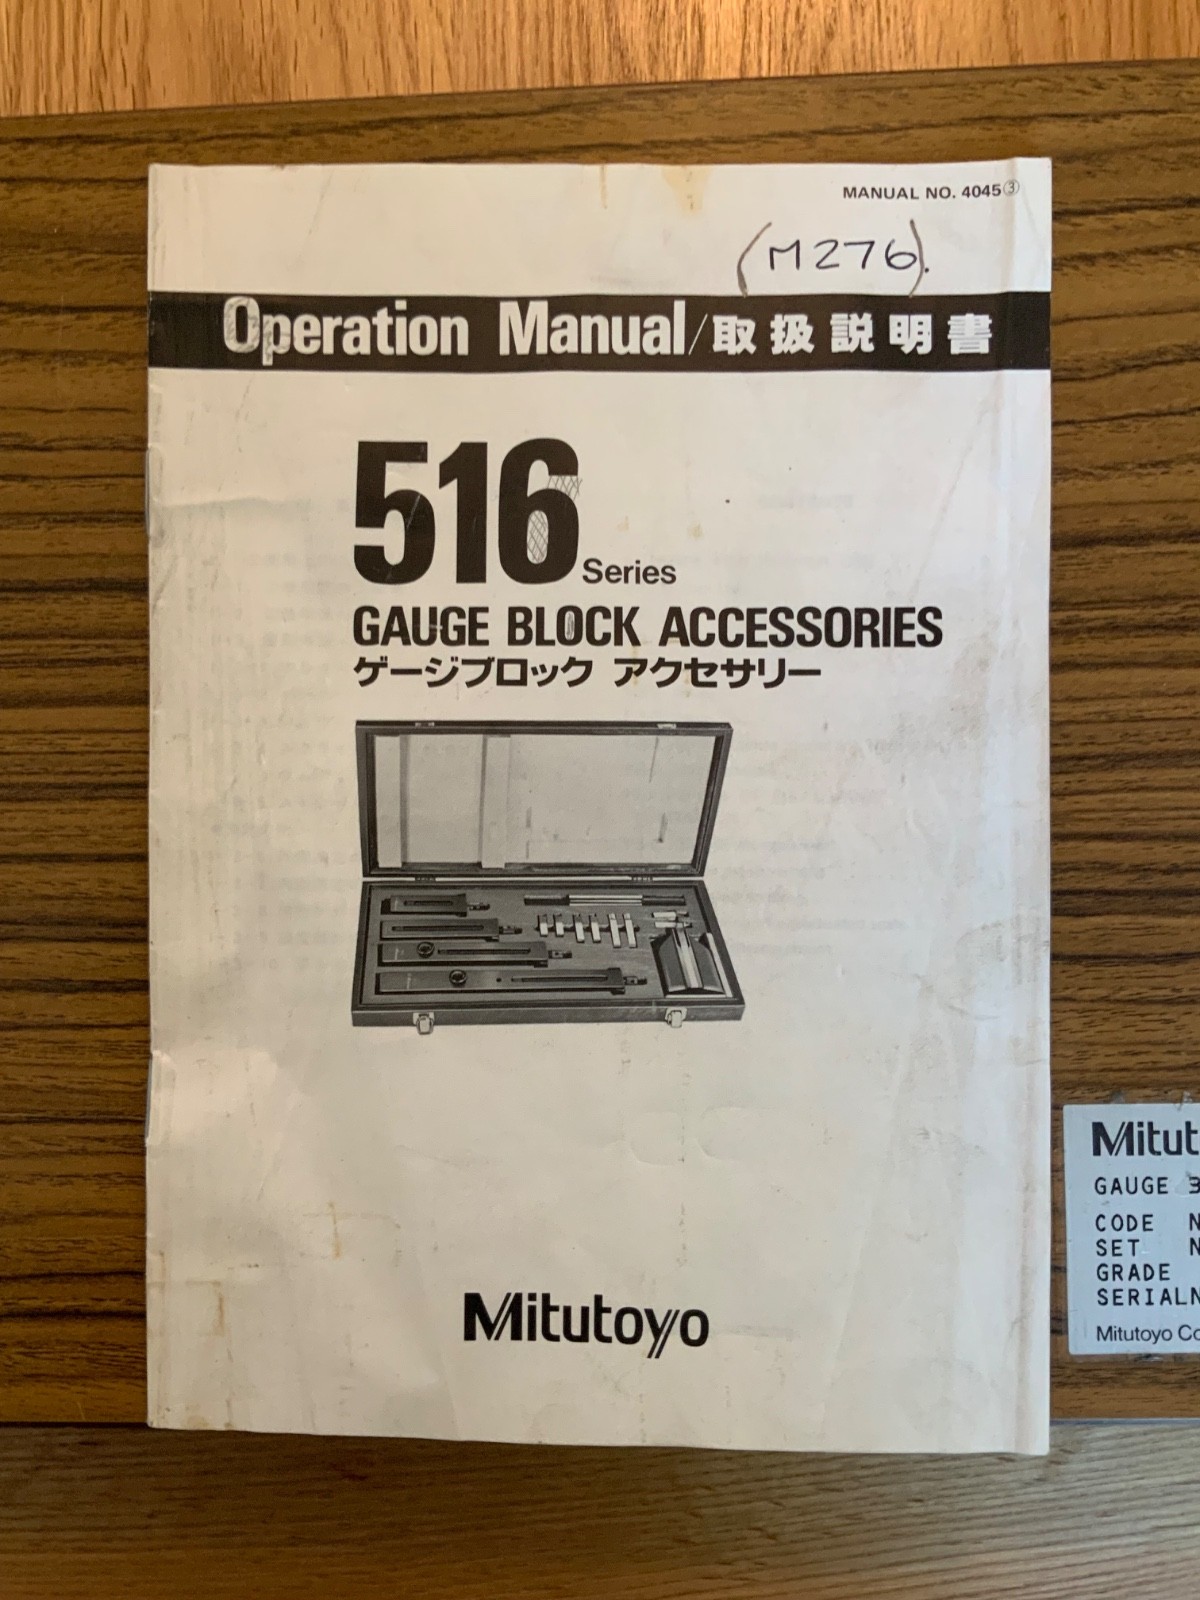 MANUAL NO. 4045③
(M276).
Operation Manual/取扱説明書
516 Series
GAUGE BLOCK ACCESSORIES
ゲージブロック アクセサリー
Mitutoyo
Mitut
GAUGE
CODE N
SET N
GRADE
SERIALN
Mitutoyo Co